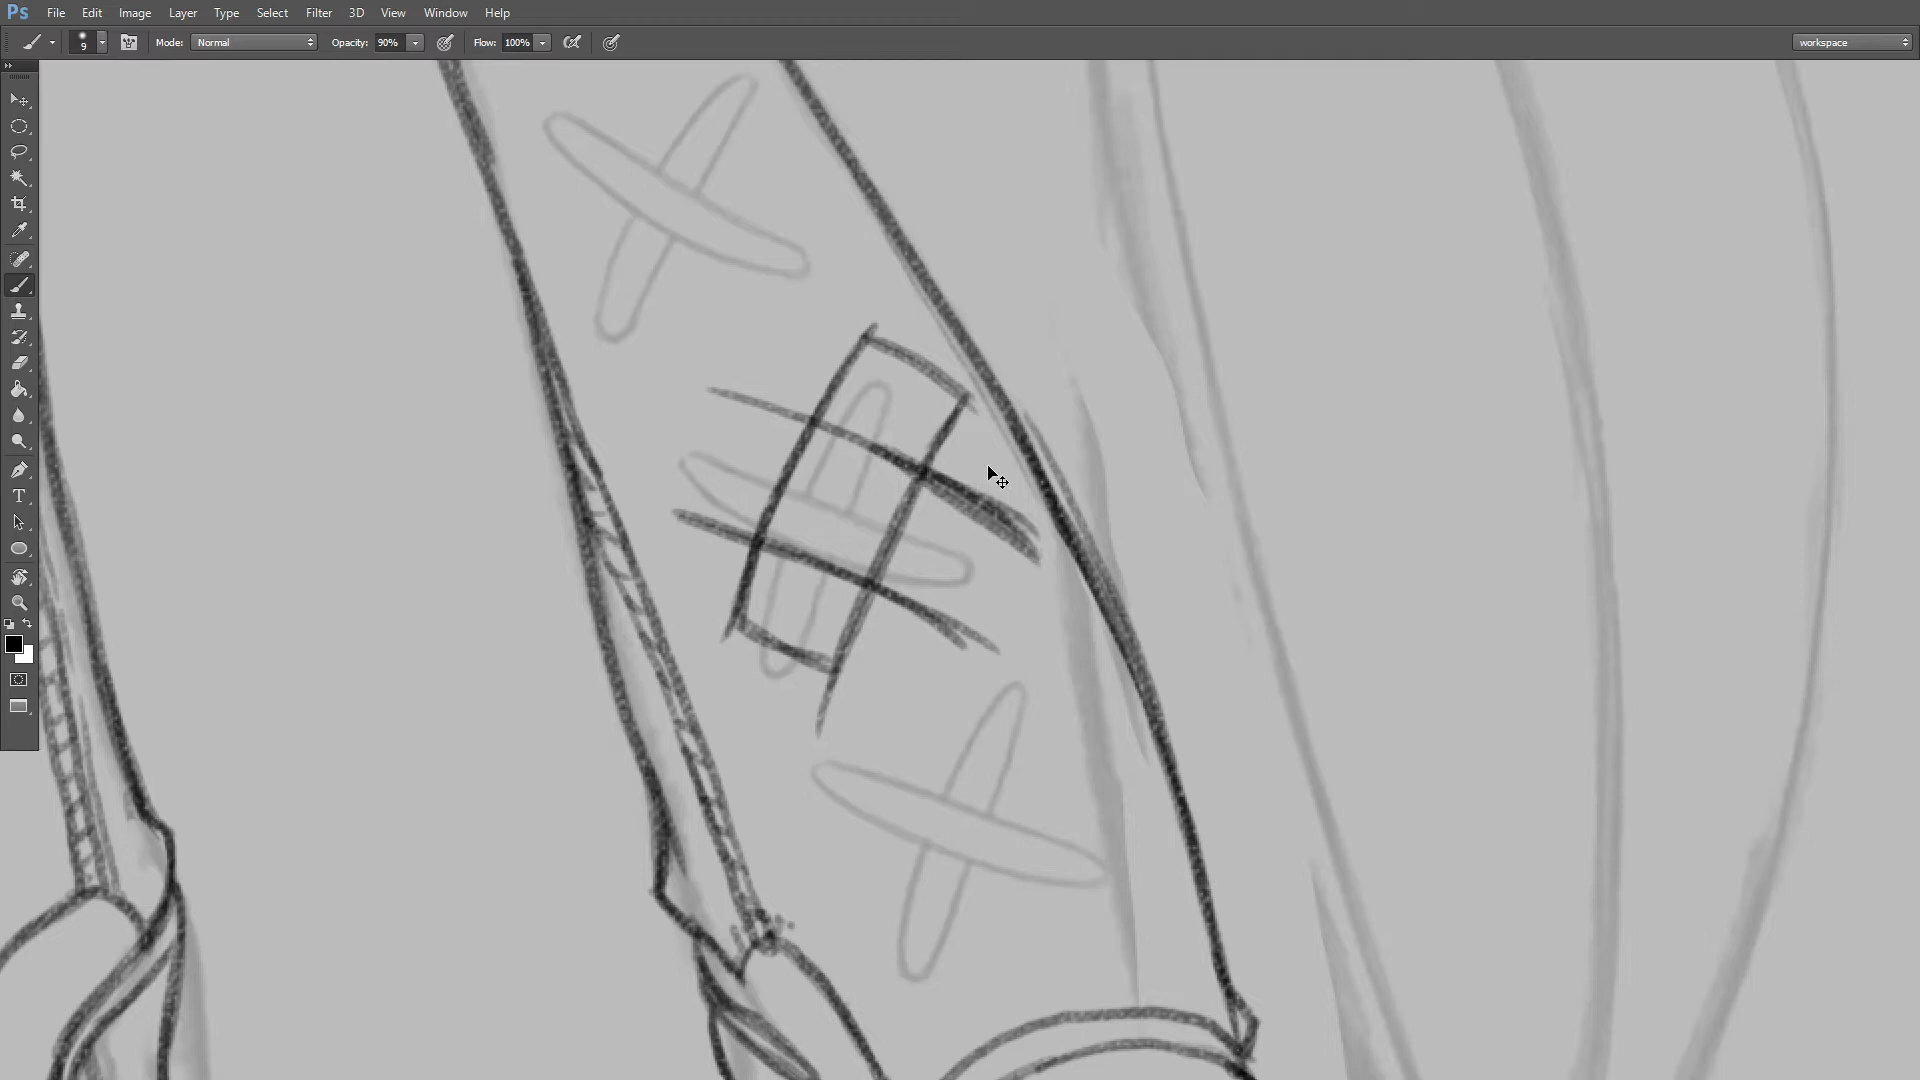 Ps File Edit Image Layer Type Select Filter 3D View Window Help
9 Mode: Normal Opacity: 90% Flow: 100% workspace
T